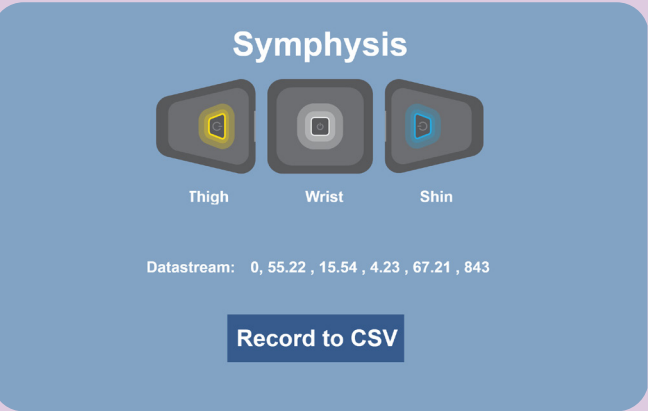 Symphysis
Thigh Wrist Shin
Datastream: 0, 55.22 , 15.54 , 4.23 , 67.21 , 843
Record to CSV